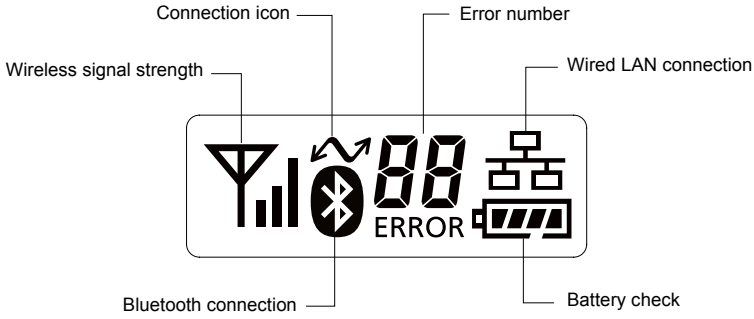 Connection icon
Error number
Wireless signal strength
Wired LAN connection
88
ERROR
Bluetooth connection
Battery check